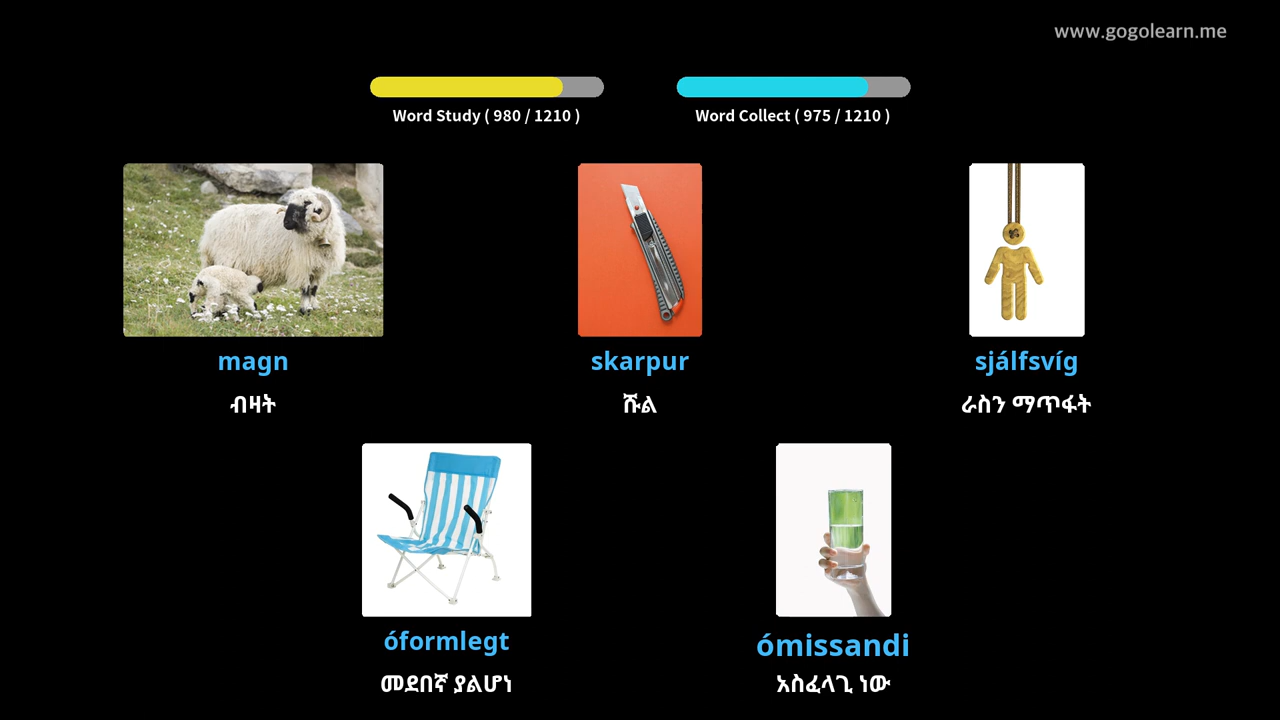 www.gogolearn.me
Word Study ( 980 / 1210 )
Word Collect ( 975 / 1210 )
magn
skarpur
sjálfsvíg
ብዛት
ሹል
ራስን ማጥፋት
óformlegt
ómissandi
መደበኛ ያልሆነ
አስፈላጊ ነው